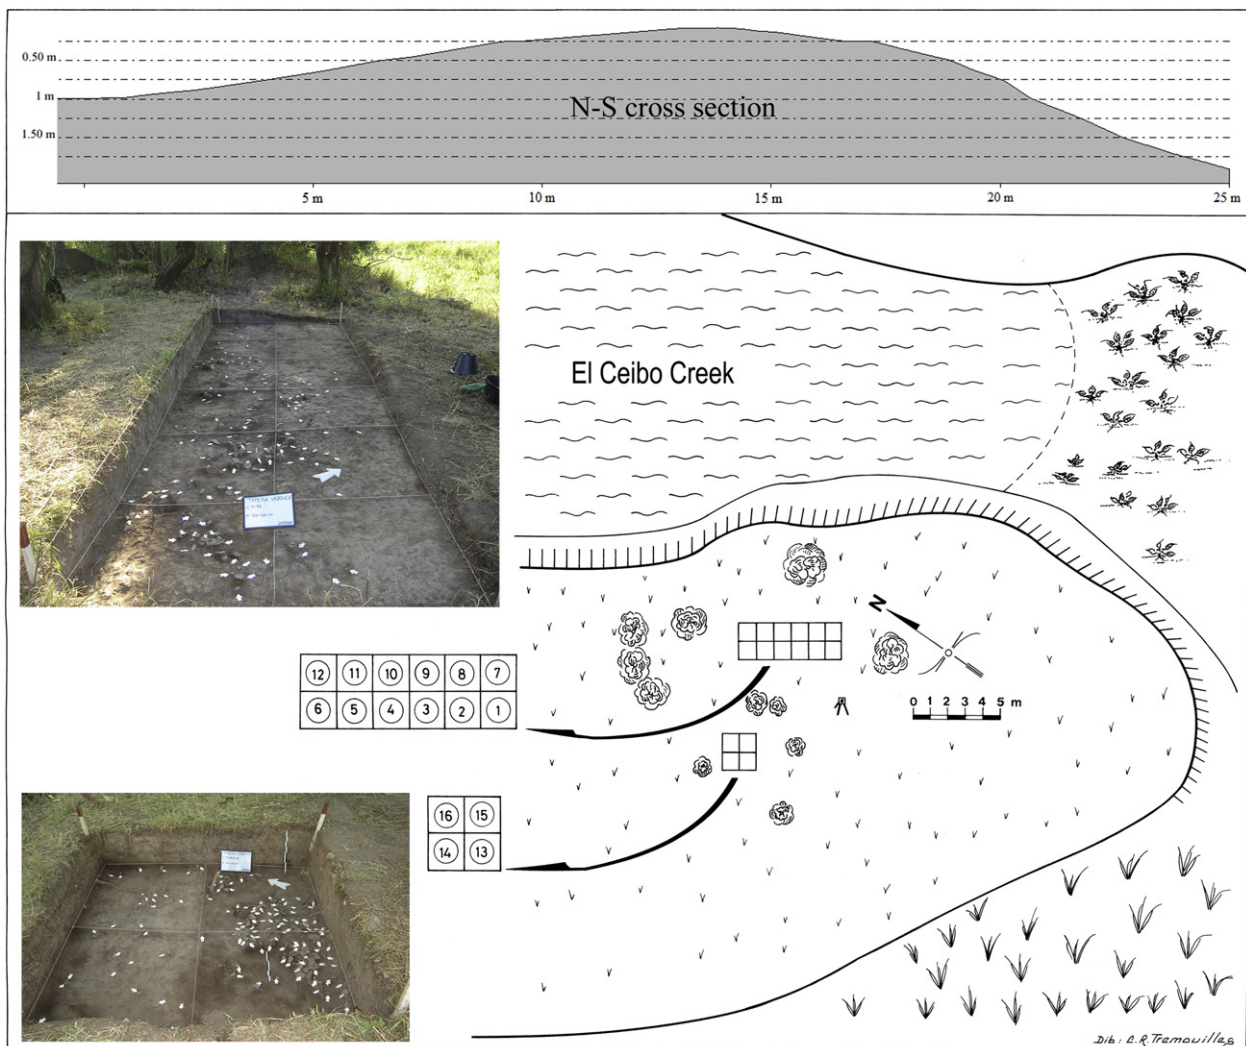 0.50 m
1 m
1.50 m
N-S cross section
5 m 10 m 15 m 20 m 25 m
El Ceibo Creek
N
0 1 2 3 4 5 m
12 11 10 9 8 7
6 5 4 3 2 1
16 15
14 13
Dib: A.R. Tremouilles